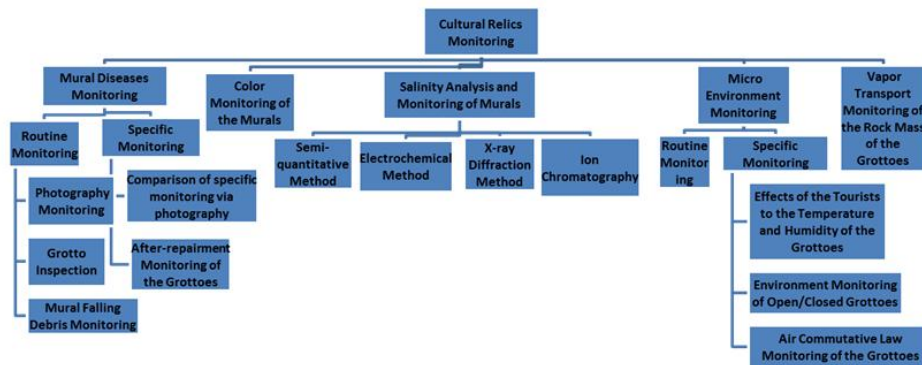 Cultural Relics
Monitoring
Mural Diseases
Monitoring
Color
Monitoring of
the Murals
Salinity Analysis and
Monitoring of Murals
Micro
Environment
Monitoring
Vapor
Transport
Monitoring of
the Rock Mass
of the
Grottoes
Routine
Monitoring
Specific
Monitoring
Semi-
quantitative
Method
Electrochemical
Method
X-ray
Diffraction
Method
Ion
Chromatography
Routine
Monitor
ing
Specific
Monitoring
Photography
Monitoring
Comparison of specific
monitoring via
photography
Grotto
Inspection
After-repairment
Monitoring of
the Grottoes
Mural Falling
Debris Monitoring
Effects of the Tourists
to the Temperature
and Humidity of the
Grottoes
Environment Monitoring
of Open/Closed Grottoes
Air Commutative Law
Monitoring of the Grottoes